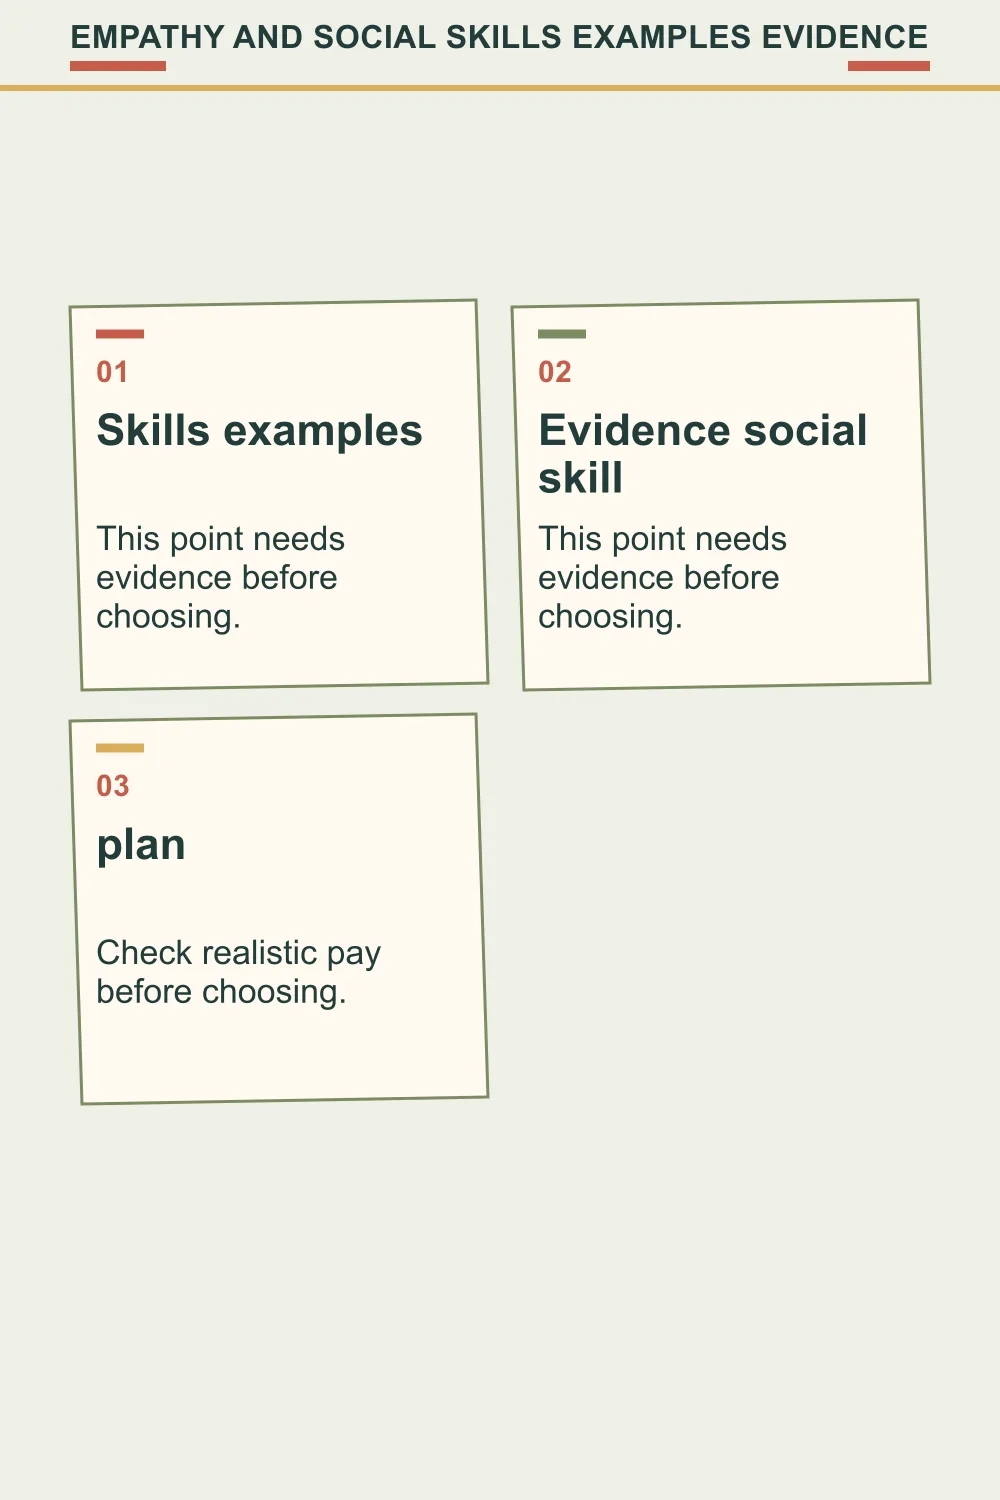 EMPATHY AND SOCIAL SKILLS EXAMPLES EVIDENCE
01
Skills examples
This point needs
evidence before
choosing.
02
Evidence social
skill
This point needs
evidence before
choosing.
03
plan
Check realistic pay
before choosing.